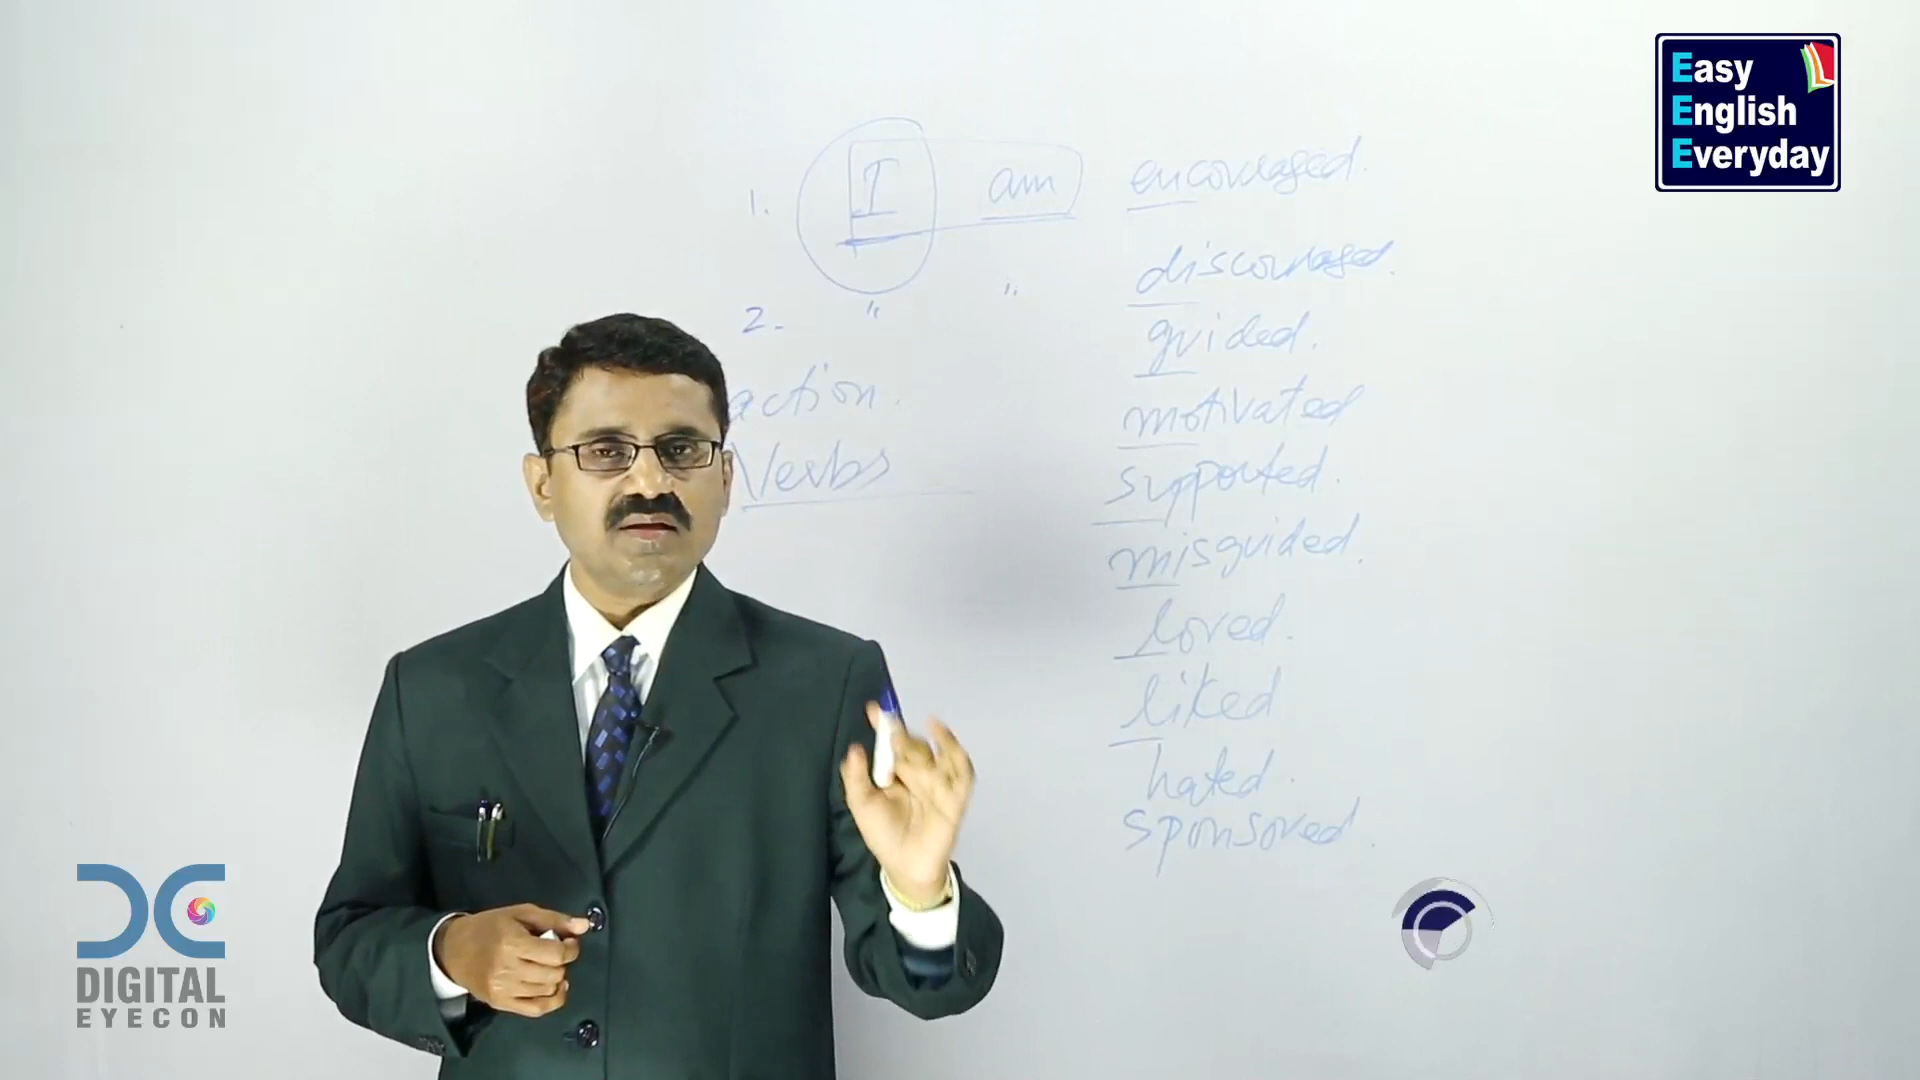 Easy
English
Everyday
1. I am encouraged.
discouraged.
2. " " guided.
action. motivated
Verbs supported.
misguided.
loved.
liked
hated.
sponsored.
DC
DIGITAL
EYECON